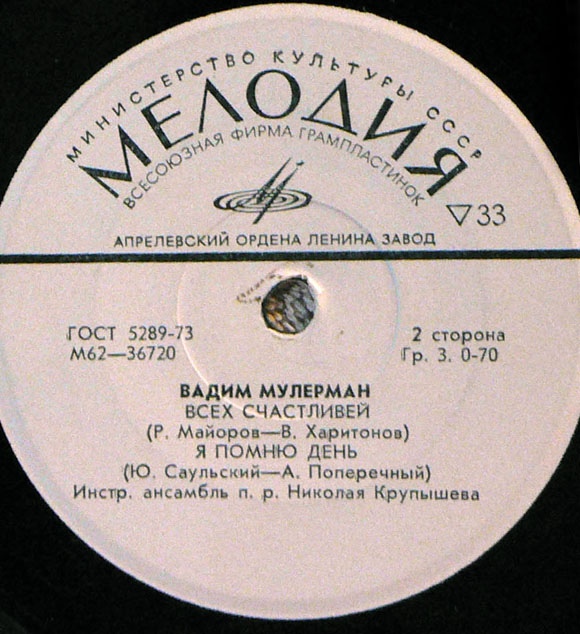 МИНИСТЕРСТВО КУЛЬТУРЫ СССР
МЕЛОДИЯ
ВСЕСОЮЗНАЯ ФИРМА ГРАМПЛАСТИНОК
▽33
АПРЕЛЕВСКИЙ ОРДЕНА ЛЕНИНА ЗАВОД
ГОСТ 5289-73
М62—36720
2 сторона
Гр. 3. 0-70
ВАДИМ МУЛЕРМАН
ВСЕХ СЧАСТЛИВЕЙ
(Р. Майоров—В. Харитонов)
Я ПОМНЮ ДЕНЬ
(Ю. Саульский—А. Поперечный)
Инстр. ансамбль п. р. Николая Крупышева